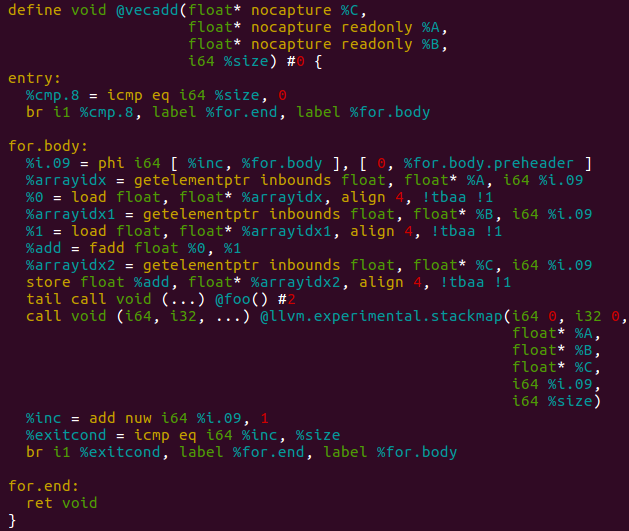 define void @vecadd(float* nocapture %C,
                    float* nocapture readonly %A,
                    float* nocapture readonly %B,
                    i64 %size) #0 {
entry:
  %cmp.8 = icmp eq i64 %size, 0
  br i1 %cmp.8, label %for.end, label %for.body

for.body:
  %i.09 = phi i64 [ %inc, %for.body ], [ 0, %for.body.preheader ]
  %arrayidx = getelementptr inbounds float, float* %A, i64 %i.09
  %0 = load float, float* %arrayidx, align 4, !tbaa !1
  %arrayidx1 = getelementptr inbounds float, float* %B, i64 %i.09
  %1 = load float, float* %arrayidx1, align 4, !tbaa !1
  %add = fadd float %0, %1
  %arrayidx2 = getelementptr inbounds float, float* %C, i64 %i.09
  store float %add, float* %arrayidx2, align 4, !tbaa !1
  tail call void (...) @foo() #2
  call void (i64, i32, ...) @llvm.experimental.stackmap(i64 0, i32 0,
                                                        float* %A,
                                                        float* %B,
                                                        float* %C,
                                                        i64 %i.09,
                                                        i64 %size)
  %inc = add nuw i64 %i.09, 1
  %exitcond = icmp eq i64 %inc, %size
  br i1 %exitcond, label %for.end, label %for.body

for.end:
  ret void
}